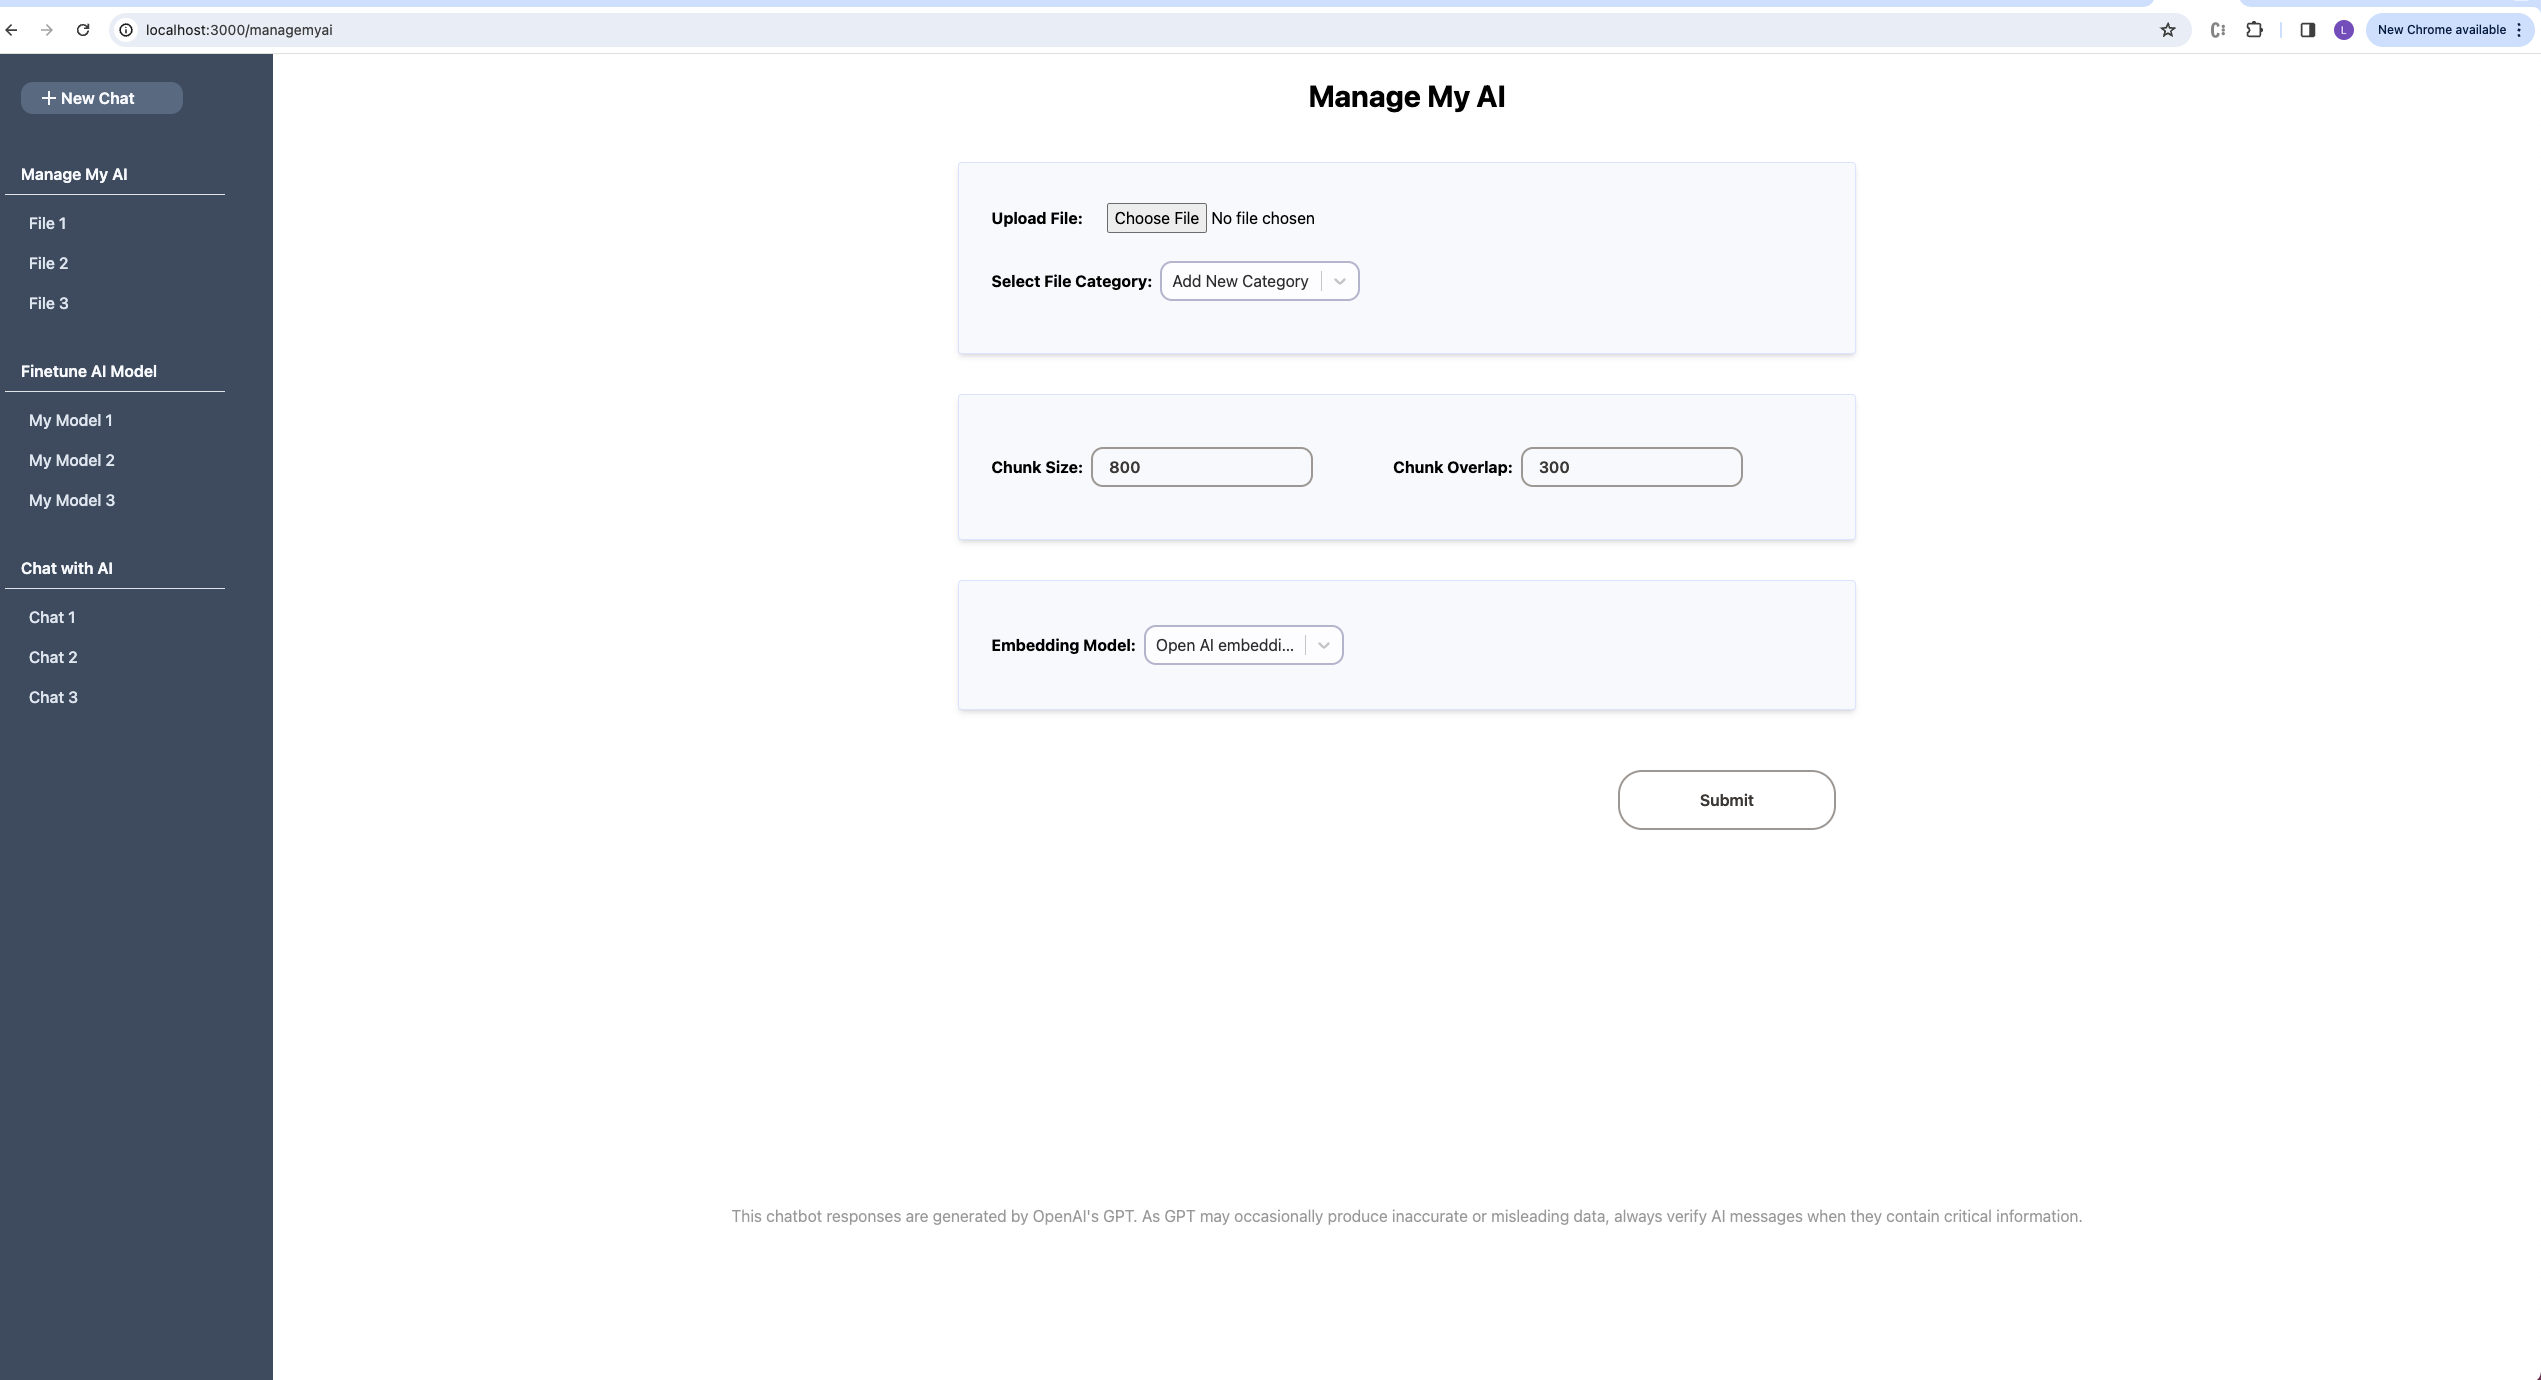 localhost:3000/managemyai
L
New Chrome available
New Chat
Manage My AI
File 1
File 2
File 3
Finetune AI Model
My Model 1
My Model 2
My Model 3
Chat with AI
Chat 1
Chat 2
Chat 3
Manage My AI
Upload File: Choose File No file chosen
Select File Category: Add New Category
Chunk Size: 800 Chunk Overlap: 300
Embedding Model: Open AI embeddi...
Submit
This chatbot responses are generated by OpenAI's GPT. As GPT may occasionally produce inaccurate or misleading data, always verify AI messages when they contain critical information.